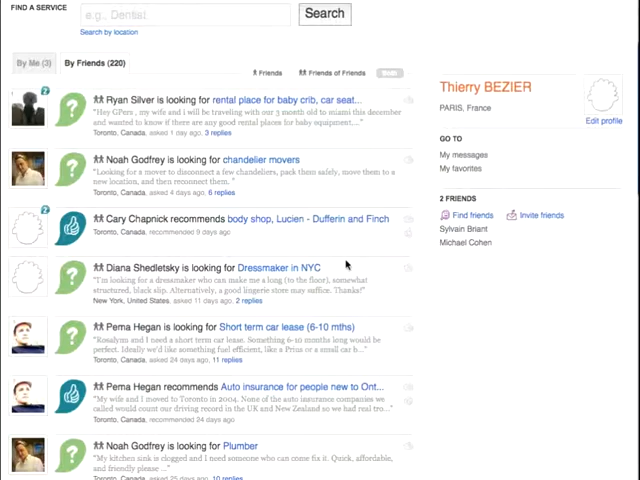 FIND A SERVICE
e.g., Dentist
Search
Search by location
By Me (3)
By Friends (220)
Friends
Friends of Friends
Both
Ryan Silver is looking for rental place for baby crib, car seat...
"Hey GPers , my wife and i will be traveling with our 3 month old to miami this december
and wanted to know if there are any good rental places for baby equipment...."
Toronto, Canada, asked 1 day ago, 3 replies
Noah Godfrey is looking for chandelier movers
"Looking for a mover to disconnect a few chandeliers, pack them safely, move them to a
new location, and then reconnect them. "
Toronto, Canada, asked 4 days ago, 6 replies
Cary Chapnick recommends body shop, Lucien - Dufferin and Finch
Toronto, Canada, recommended 9 days ago
Diana Shedletsky is looking for Dressmaker in NYC
"I'm looking for a dressmaker who can make me a long (to the floor), somewhat
structured, black slip. Alternatively, a good lingerie store may suffice. Thanks!"
New York, United States, asked 11 days ago, 2 replies
Pema Hegan is looking for Short term car lease (6-10 mths)
"Rosalynn and I need a short term car lease. Something 6-10 months long would be
perfect. Ideally we'd like something fuel efficient, like a Prius or a small car b..."
Toronto, Canada, asked 24 days ago, 11 replies
Pema Hegan recommends Auto insurance for people new to Ont...
"My wife and I moved to Toronto in 2004. None of the auto insurance companies we
called would count our driving record in the UK and New Zealand so we had real tro..."
Toronto, Canada, recommended 24 days ago
Noah Godfrey is looking for Plumber
"My kitchen sink is clogged and I need someone who can come fix it. Quick, affordable,
and friendly please ..."
Toronto, Canada, asked 25 days ago, 10 replies
Thierry BEZIER
PARIS, France
Edit profile
GO TO
My messages
My favorites
2 FRIENDS
Find friends
Invite friends
Sylvain Briant
Michael Cohen